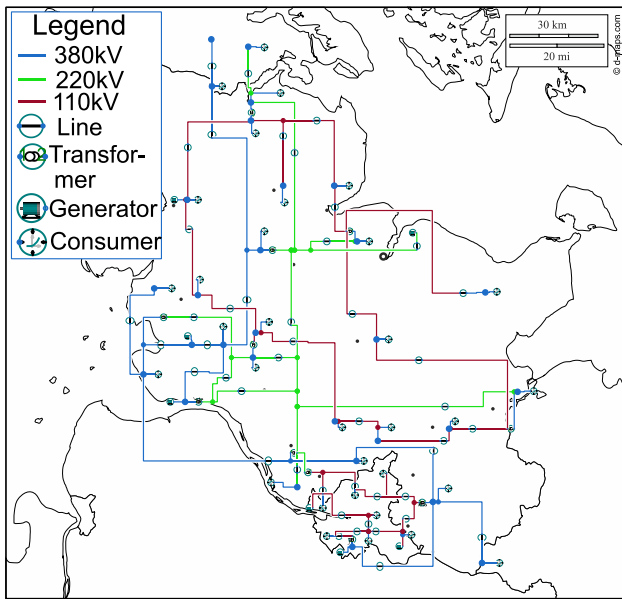 Legend
380kV
220kV
110kV
Line
Transfor-
mer
Generator
Consumer
30 km
20 mi
© d-maps.com